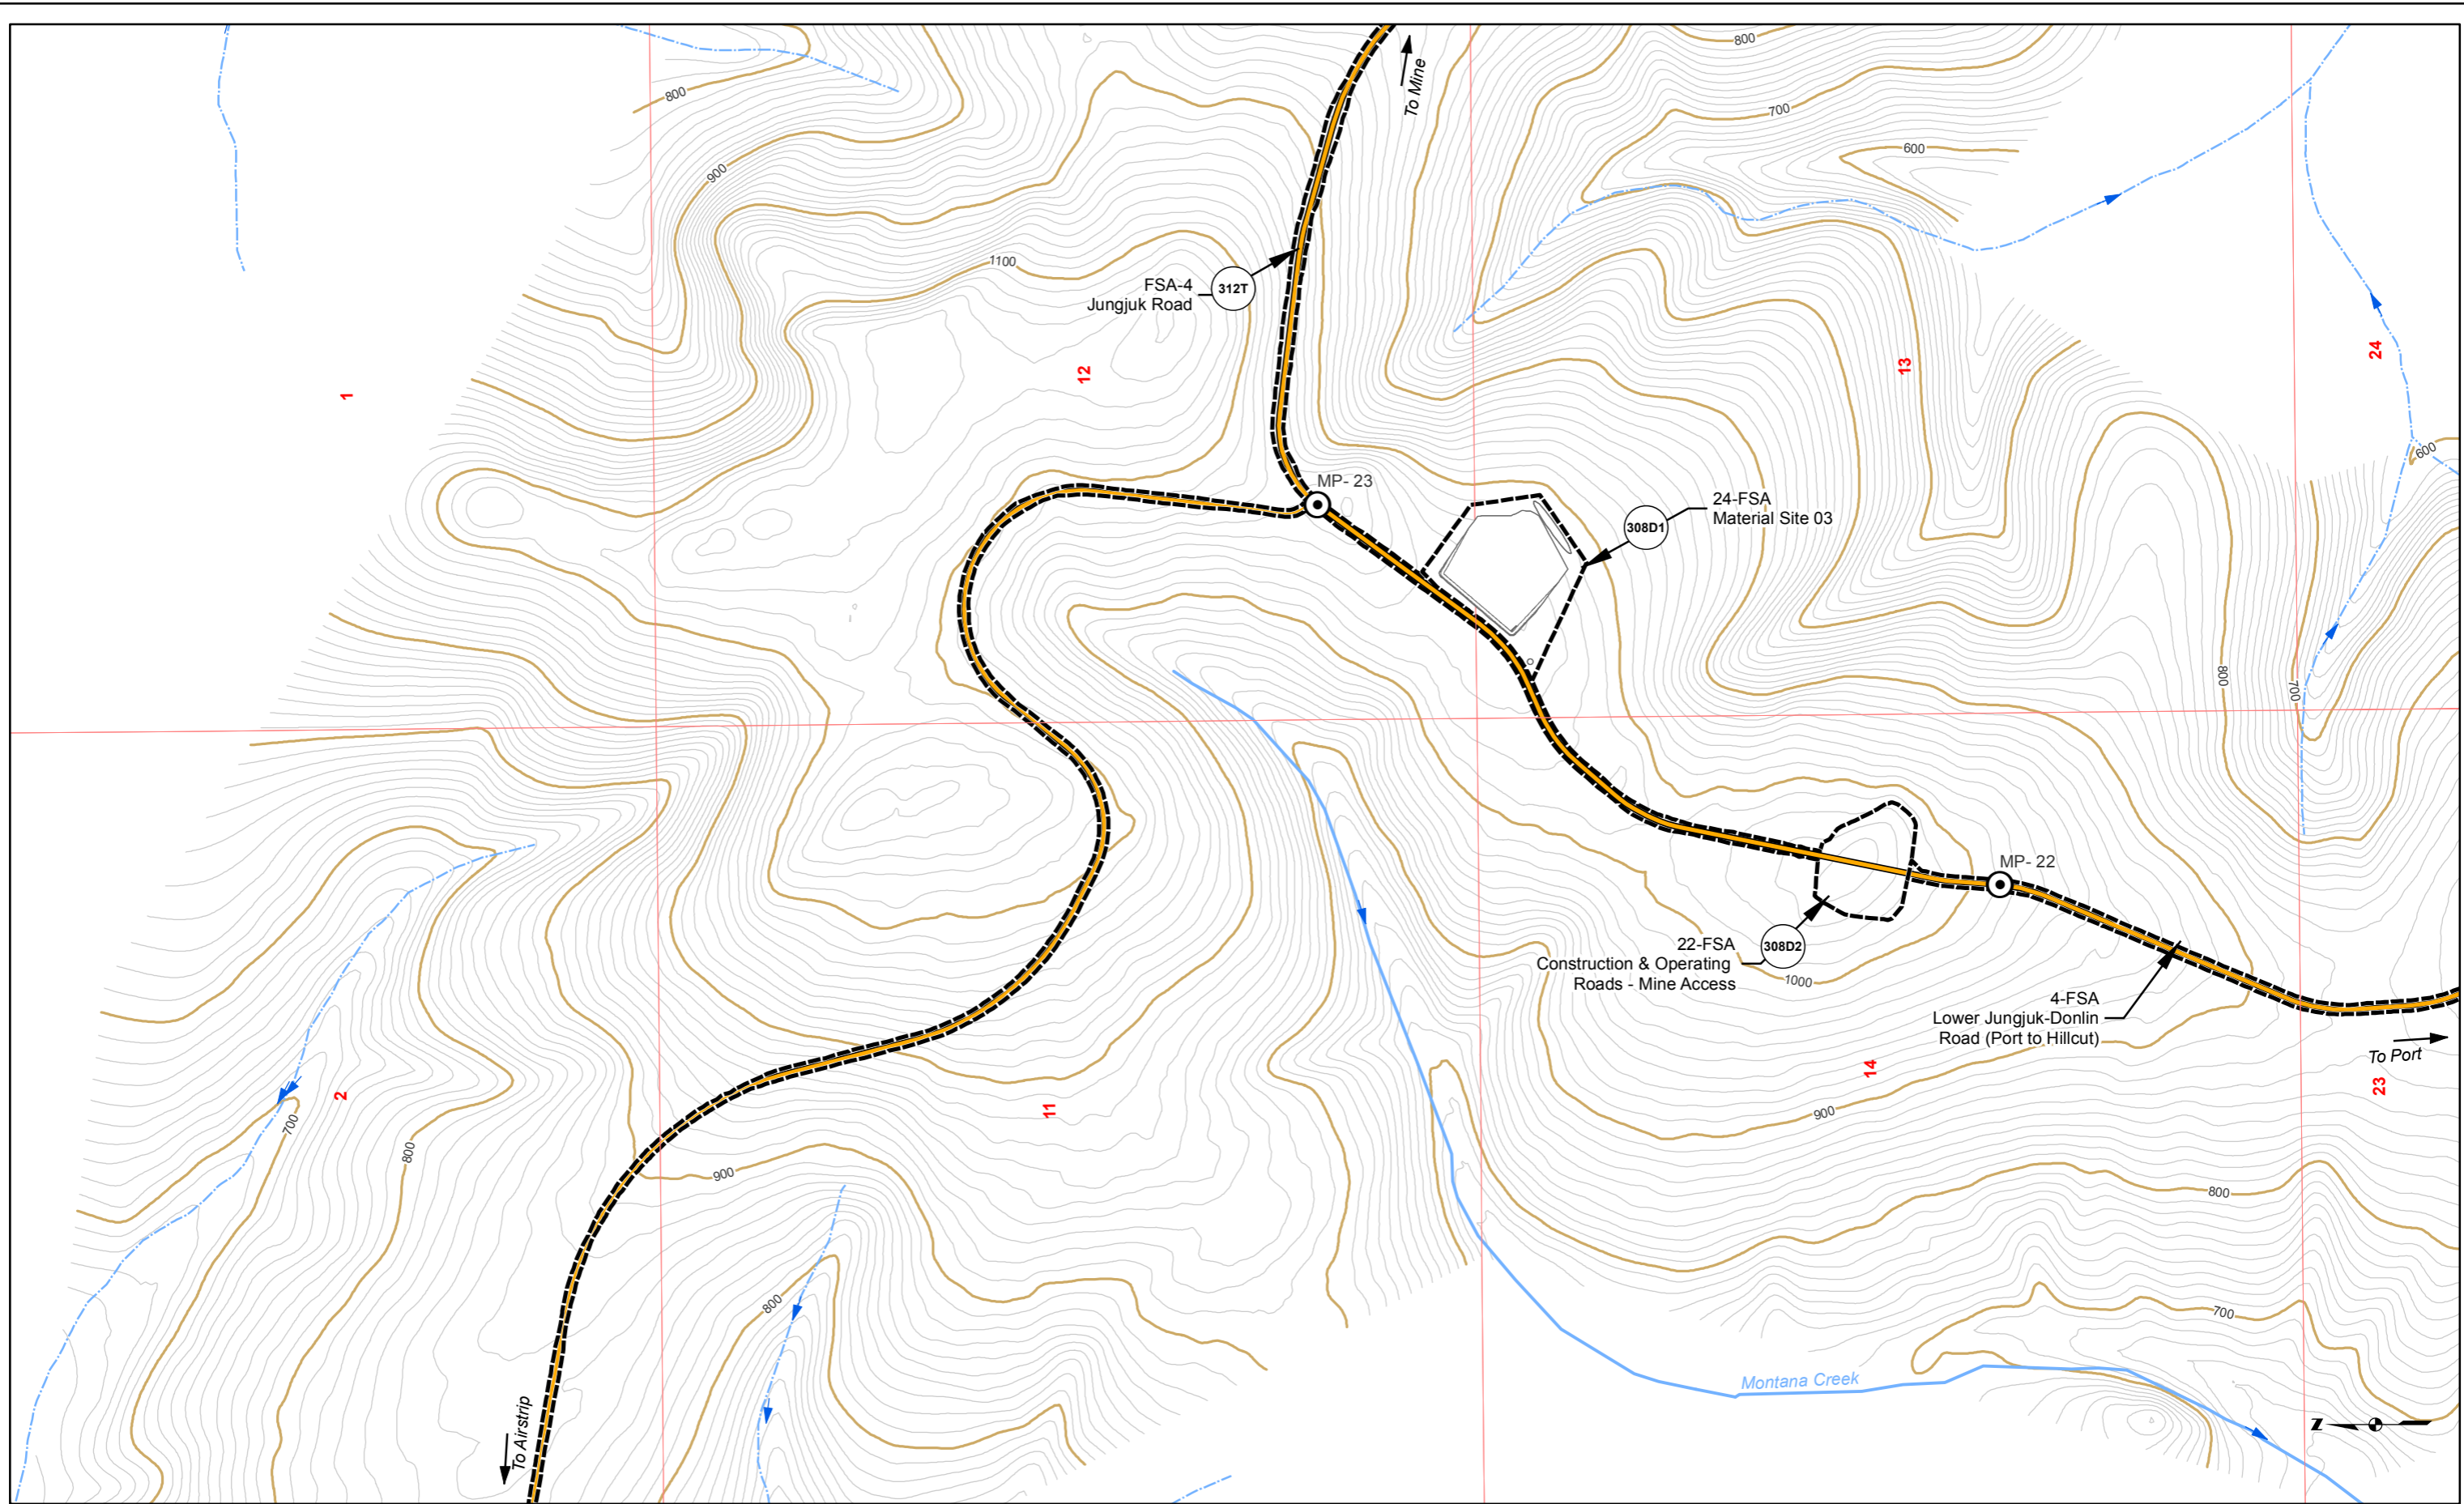 800
To Mine
800
700
900
600
1100
FSA-4
Jungjuk Road
312T
1
12
13
24
600
MP- 23
24-FSA
Material Site 03
308D1
800
700
MP- 22
22-FSA
Construction & Operating
Roads - Mine Access
308D2
1000
4-FSA
Lower Jungjuk-Donlin
Road (Port to Hillcut)
To Port
2
11
14
23
700
800
900
900
800
800
700
Montana Creek
To Airstrip
N